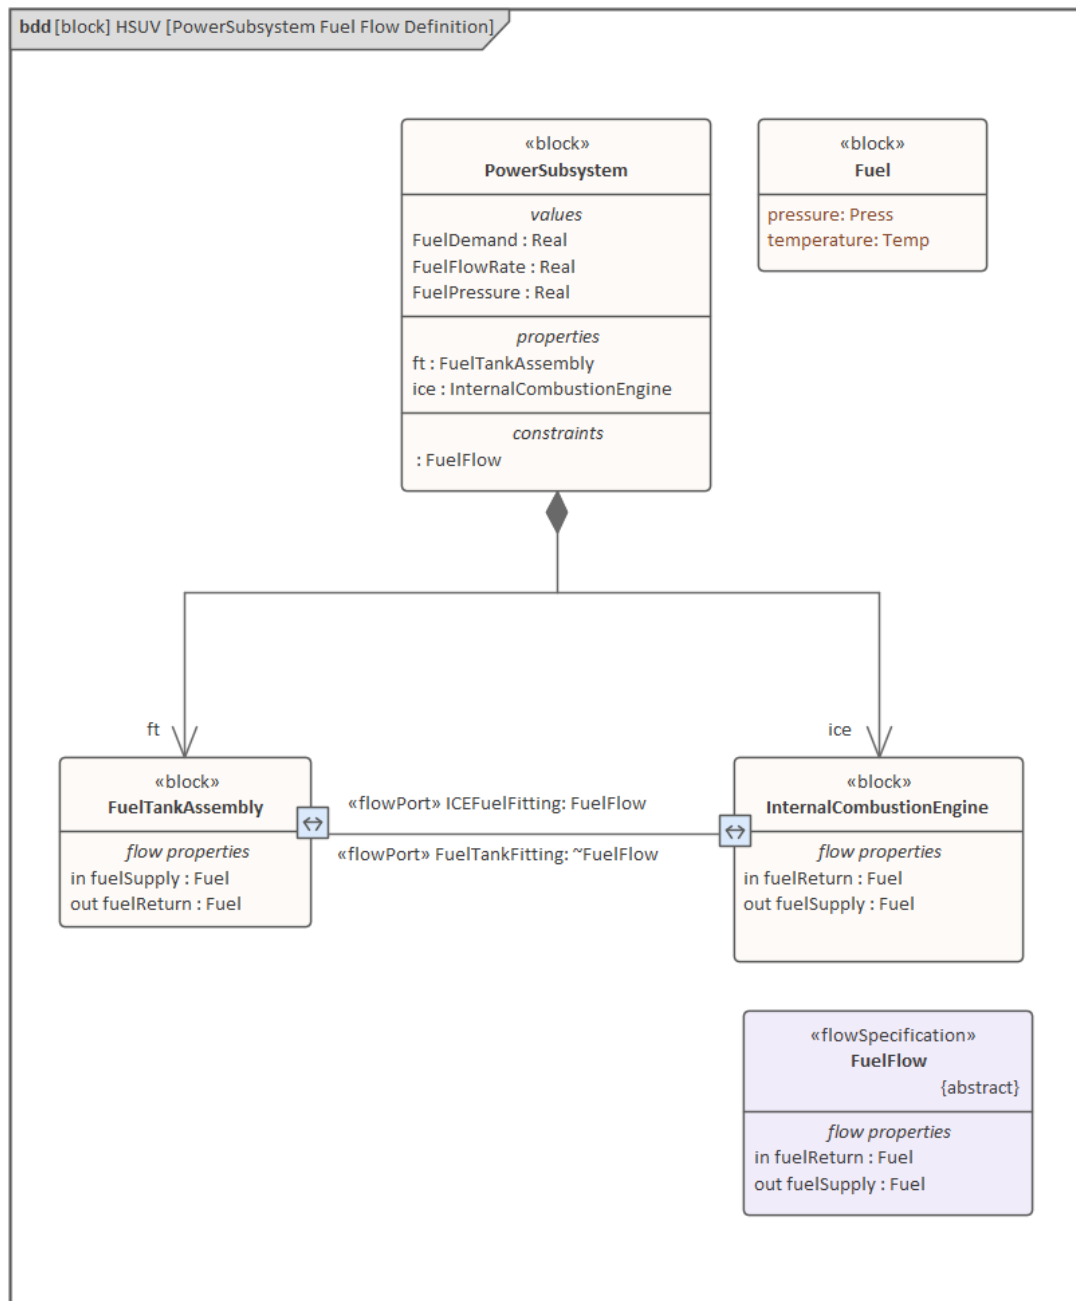 bdd [block] HSUV [PowerSubsystem Fuel Flow Definition]
«block»
PowerSubsystem
values
FuelDemand : Real
FuelFlowRate : Real
FuelPressure : Real
properties
ft : FuelTankAssembly
ice : InternalCombustionEngine
constraints
: FuelFlow
«block»
Fuel
pressure: Press
temperature: Temp
ft
ice
«block»
FuelTankAssembly
flow properties
in fuelSupply : Fuel
out fuelReturn : Fuel
«flowPort» ICEFuelFitting: FuelFlow
«flowPort» FuelTankFitting: ~FuelFlow
«block»
InternalCombustionEngine
flow properties
in fuelReturn : Fuel
out fuelSupply : Fuel
«flowSpecification»
FuelFlow
{abstract}
flow properties
in fuelReturn : Fuel
out fuelSupply : Fuel